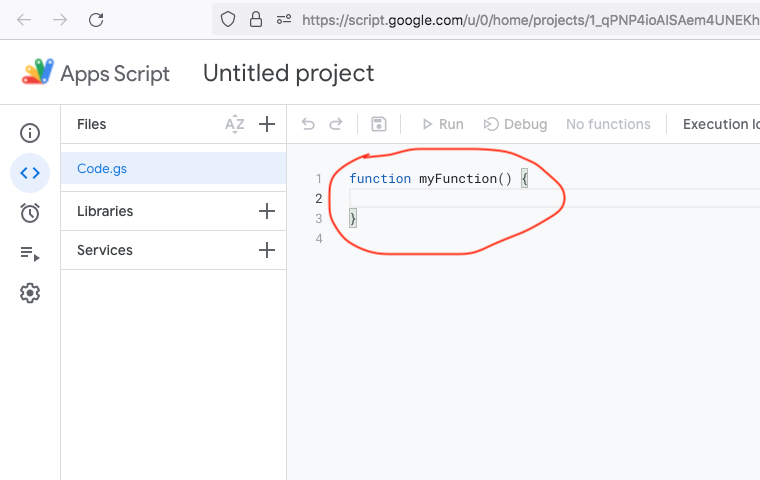 https://script.google.com/u/0/home/projects/1_qPNP4ioAISAem4UNEKh
Apps Script
Untitled project
Files
AZ
Run
Debug
No functions
Execution lo
Code.gs
Libraries
Services
1 function myFunction() {
2
3 }
4